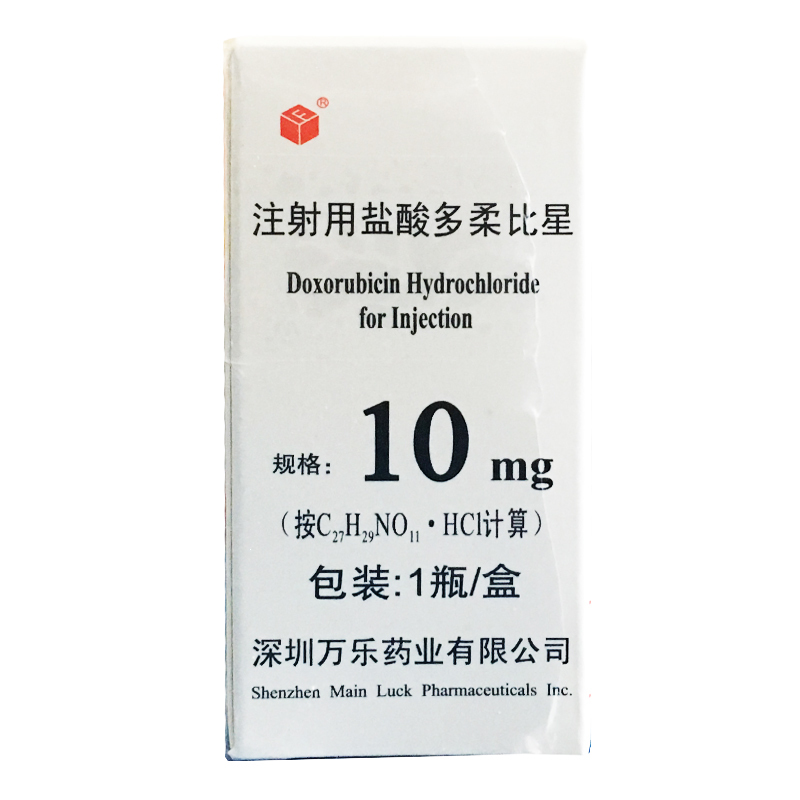 ®
注射用盐酸多柔比星
Doxorubicin Hydrochloride
for Injection
规格: 10 mg
(按C₂₇H₂₉NO₁₁·HCl计算)
包装:1瓶/盒
深圳万乐药业有限公司
Shenzhen Main Luck Pharmaceuticals Inc.